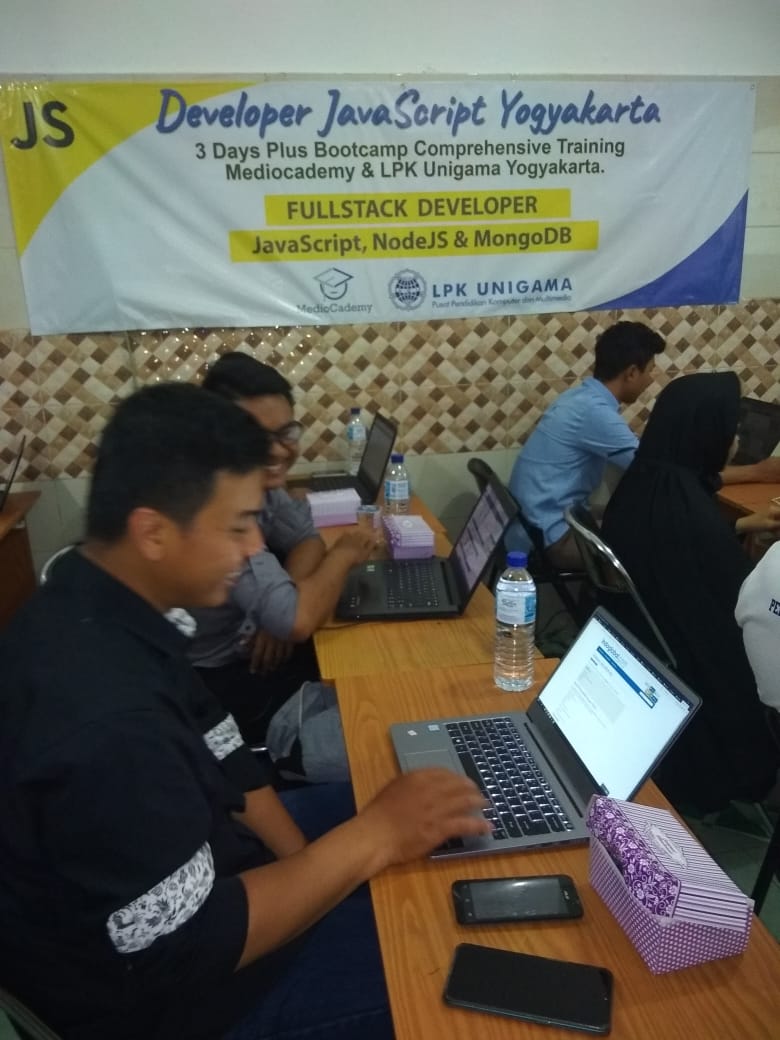 JS
Developer JavaScript Yogyakarta
3 Days Plus Bootcamp Comprehensive Training
Mediocademy & LPK Unigama Yogyakarta.
FULLSTACK DEVELOPER
JavaScript, NodeJS & MongoDB
MedioCademy
LPK UNIGAMA
Pusat Pendidikan Komputer dan Multimedia